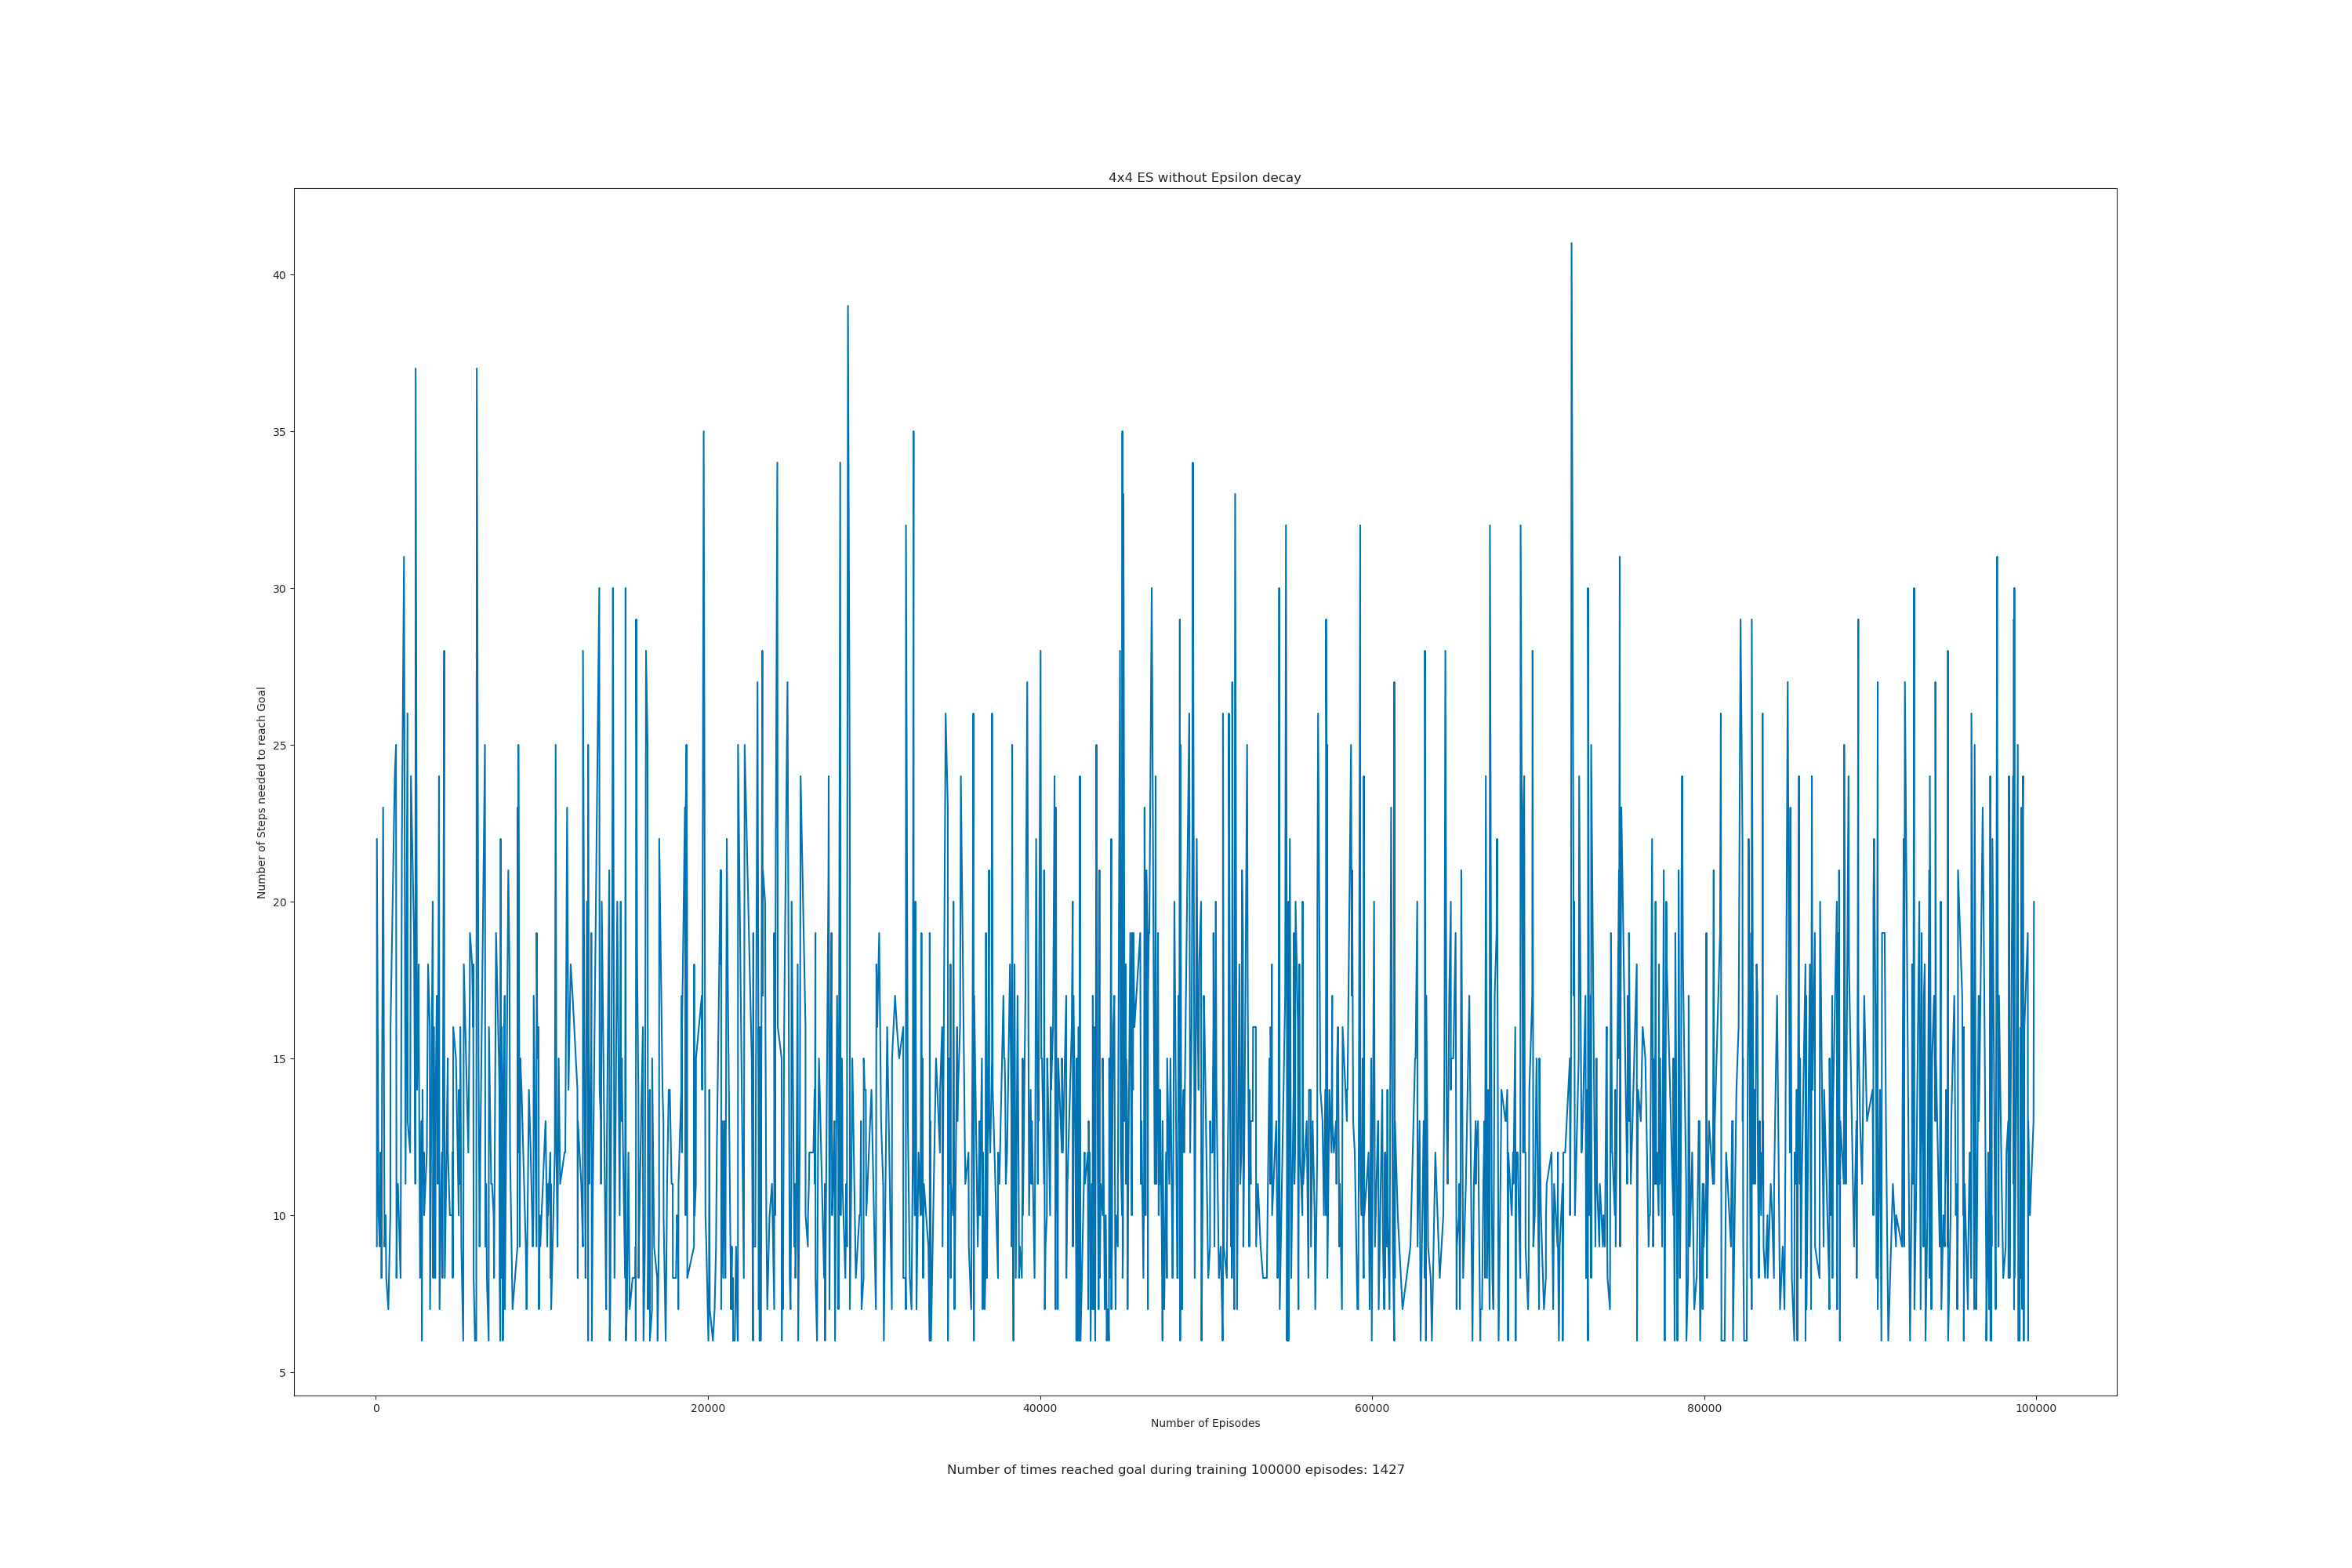 4x4 ES without Epsilon decay
40
35
30
25
20
15
10
5
Number of Steps needed to reach Goal
0 20000 40000 60000 80000 100000
Number of Episodes
Number of times reached goal during training 100000 episodes: 1427